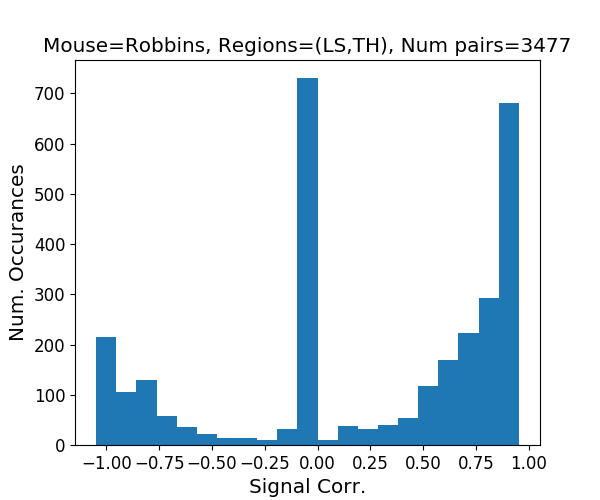 Mouse=Robbins, Regions=(LS,TH), Num pairs=3477
700
600
500
400
300
200
100
0
Num. Occurances
−1.00 −0.75 −0.50 −0.25 0.00 0.25 0.50 0.75 1.00
Signal Corr.